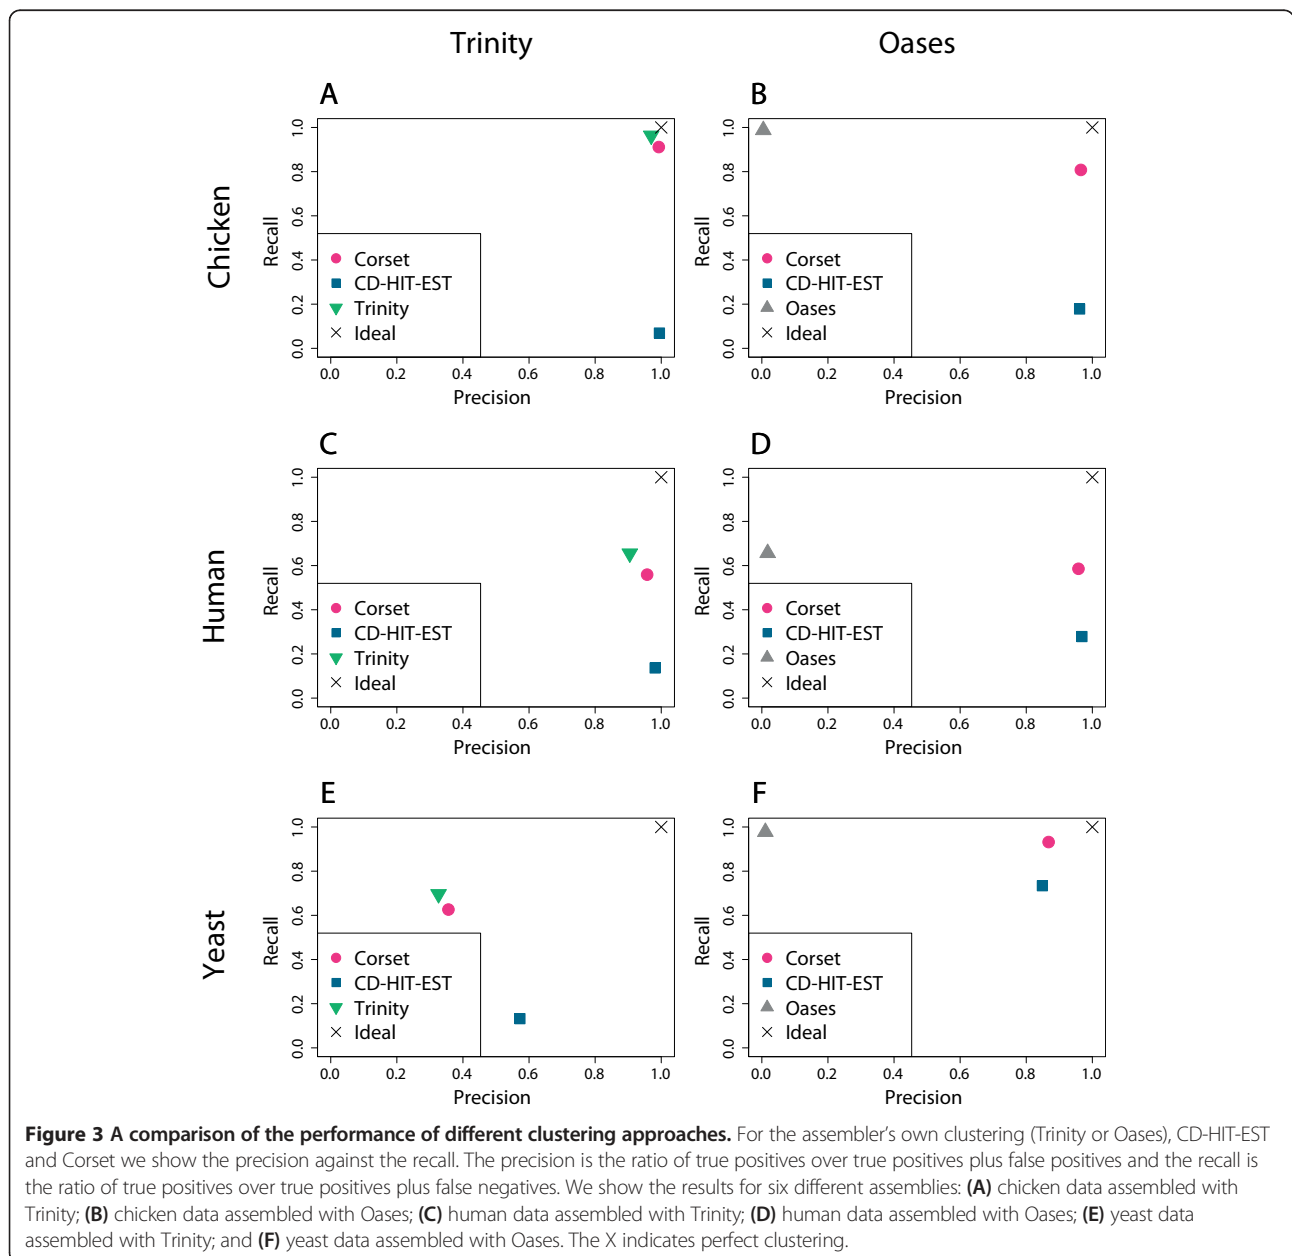 Trinity
Oases
Chicken
Human
Yeast
A
Recall
0.0 0.2 0.4 0.6 0.8 1.0
Corset
CD-HIT-EST
Trinity
Ideal
0.0 0.2 0.4 0.6 0.8 1.0
Precision
B
Recall
0.0 0.2 0.4 0.6 0.8 1.0
Corset
CD-HIT-EST
Oases
Ideal
0.0 0.2 0.4 0.6 0.8 1.0
Precision
C
Recall
0.0 0.2 0.4 0.6 0.8 1.0
Corset
CD-HIT-EST
Trinity
Ideal
0.0 0.2 0.4 0.6 0.8 1.0
Precision
D
Recall
0.0 0.2 0.4 0.6 0.8 1.0
Corset
CD-HIT-EST
Oases
Ideal
0.0 0.2 0.4 0.6 0.8 1.0
Precision
E
Recall
0.0 0.2 0.4 0.6 0.8 1.0
Corset
CD-HIT-EST
Trinity
Ideal
0.0 0.2 0.4 0.6 0.8 1.0
Precision
F
Recall
0.0 0.2 0.4 0.6 0.8 1.0
Corset
CD-HIT-EST
Oases
Ideal
0.0 0.2 0.4 0.6 0.8 1.0
Precision
Figure 3 A comparison of the performance of different clustering approaches. For the assembler's own clustering (Trinity or Oases), CD-HIT-EST
and Corset we show the precision against the recall. The precision is the ratio of true positives over true positives plus false positives and the recall is
the ratio of true positives over true positives plus false negatives. We show the results for six different assemblies: (A) chicken data assembled with
Trinity; (B) chicken data assembled with Oases; (C) human data assembled with Trinity; (D) human data assembled with Oases; (E) yeast data
assembled with Trinity; and (F) yeast data assembled with Oases. The X indicates perfect clustering.